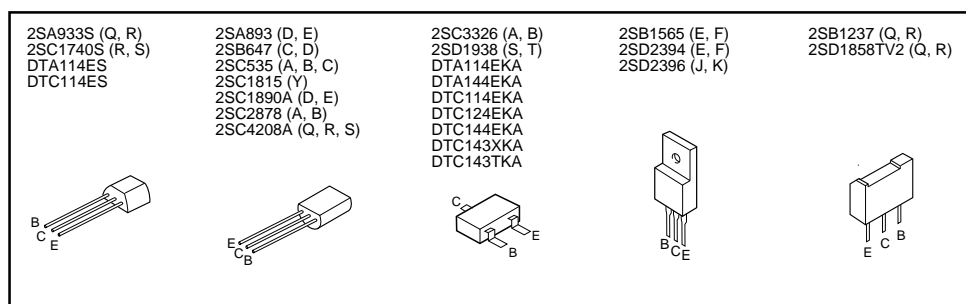 2SA933S (Q, R)
2SC1740S (R, S)
DTA114ES
DTC114ES
B
C
E
2SA893 (D, E)
2SB647 (C, D)
2SC535 (A, B, C)
2SC1815 (Y)
2SC1890A (D, E)
2SC2878 (A, B)
2SC4208A (Q, R, S)
E
C
B
2SC3326 (A, B)
2SD1938 (S, T)
DTA114EKA
DTA144EKA
DTC114EKA
DTC124EKA
DTC144EKA
DTC143XKA
DTC143TKA
C
E
B
2SB1565 (E, F)
2SD2394 (E, F)
2SD2396 (J, K)
B
C
E
2SB1237 (Q, R)
2SD1858TV2 (Q, R)
E
C
B